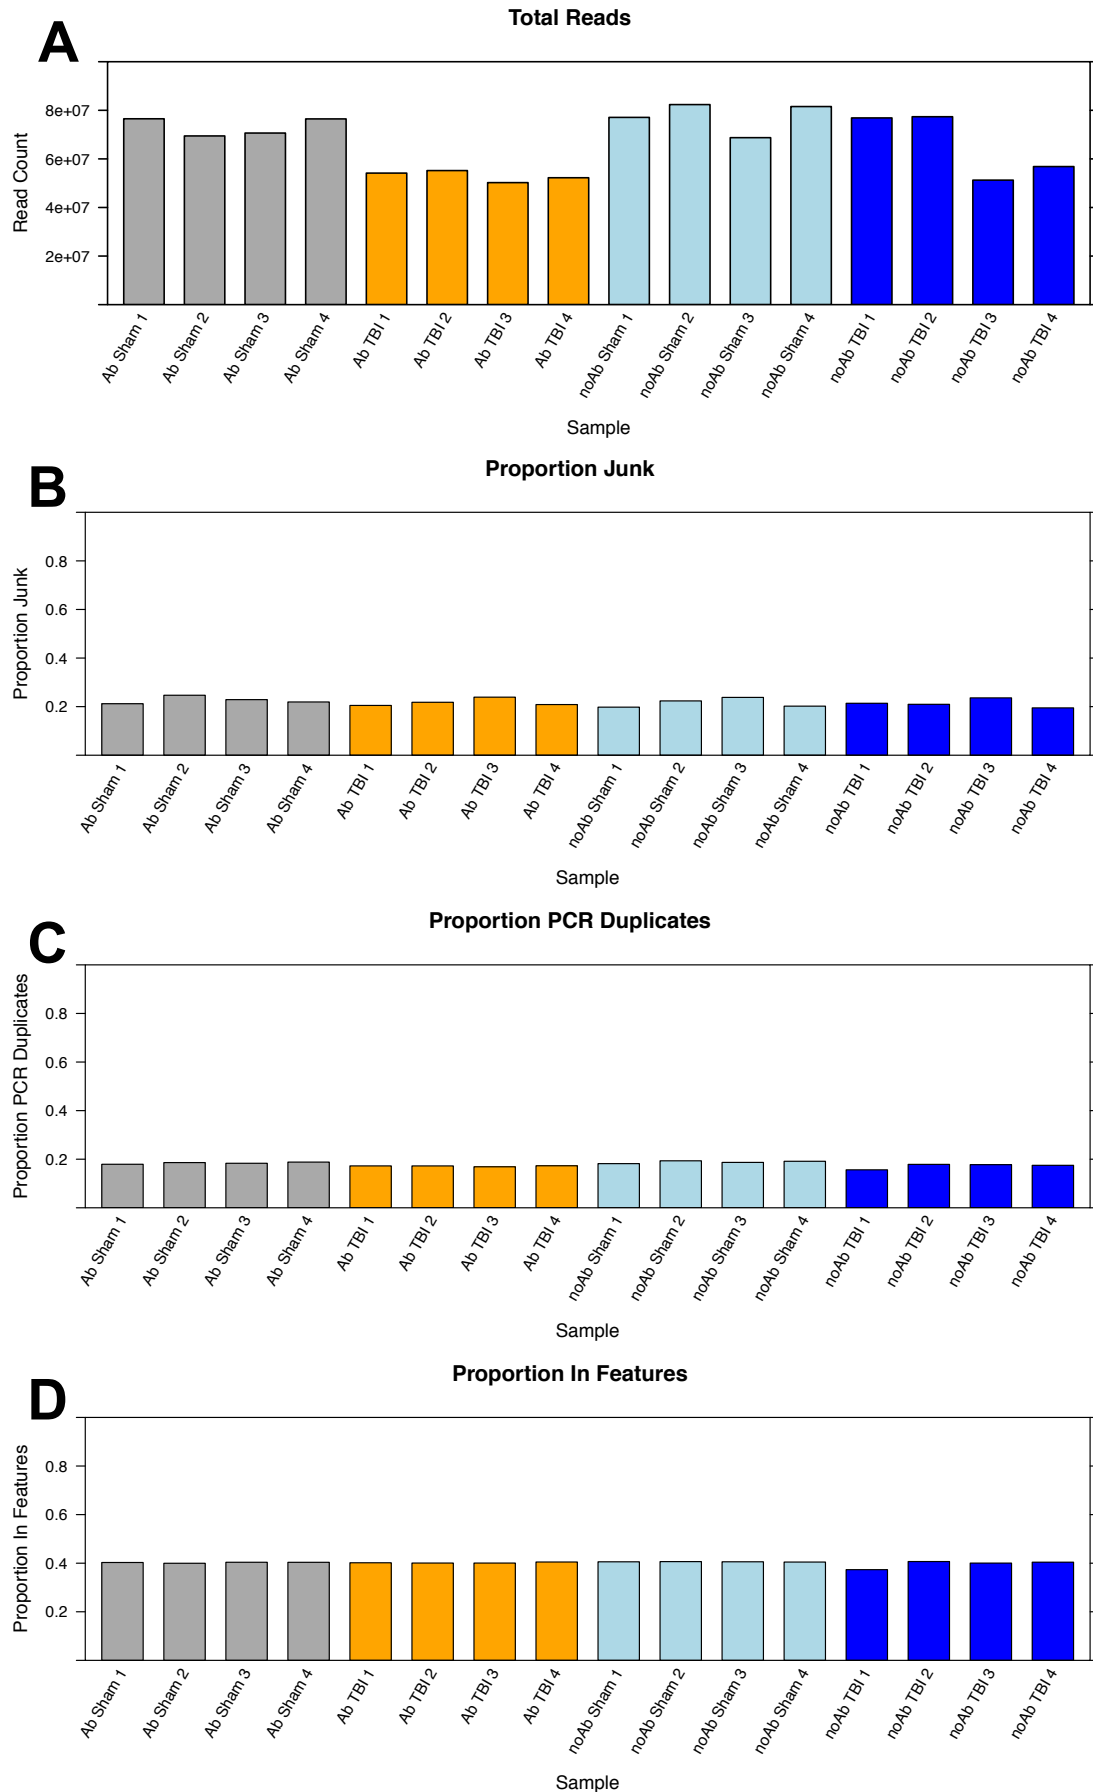 A
Total Reads
Read Count
8e+07
6e+07
4e+07
2e+07
Ab Sham 1
Ab Sham 2
Ab Sham 3
Ab Sham 4
Ab TBI 1
Ab TBI 2
Ab TBI 3
Ab TBI 4
noAb Sham 1
noAb Sham 2
noAb Sham 3
noAb Sham 4
noAb TBI 1
noAb TBI 2
noAb TBI 3
noAb TBI 4
Sample
B
Proportion Junk
Proportion Junk
0.8
0.6
0.4
0.2
Ab Sham 1
Ab Sham 2
Ab Sham 3
Ab Sham 4
Ab TBI 1
Ab TBI 2
Ab TBI 3
Ab TBI 4
noAb Sham 1
noAb Sham 2
noAb Sham 3
noAb Sham 4
noAb TBI 1
noAb TBI 2
noAb TBI 3
noAb TBI 4
Sample
C
Proportion PCR Duplicates
Proportion PCR Duplicates
0.8
0.6
0.4
0.2
Ab Sham 1
Ab Sham 2
Ab Sham 3
Ab Sham 4
Ab TBI 1
Ab TBI 2
Ab TBI 3
Ab TBI 4
noAb Sham 1
noAb Sham 2
noAb Sham 3
noAb Sham 4
noAb TBI 1
noAb TBI 2
noAb TBI 3
noAb TBI 4
Sample
D
Proportion In Features
Proportion In Features
0.8
0.6
0.4
0.2
Ab Sham 1
Ab Sham 2
Ab Sham 3
Ab Sham 4
Ab TBI 1
Ab TBI 2
Ab TBI 3
Ab TBI 4
noAb Sham 1
noAb Sham 2
noAb Sham 3
noAb Sham 4
noAb TBI 1
noAb TBI 2
noAb TBI 3
noAb TBI 4
Sample